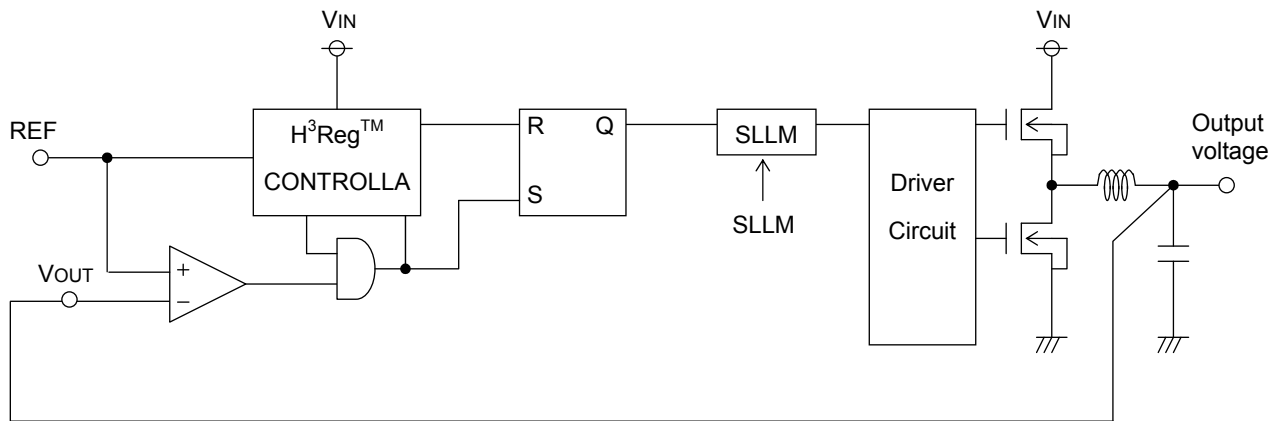 VIN
VIN
REF
H³Reg™
CONTROLLA
R
Q
S
SLLM
SLLM
Driver
Circuit
Output
voltage
VOUT
+
−